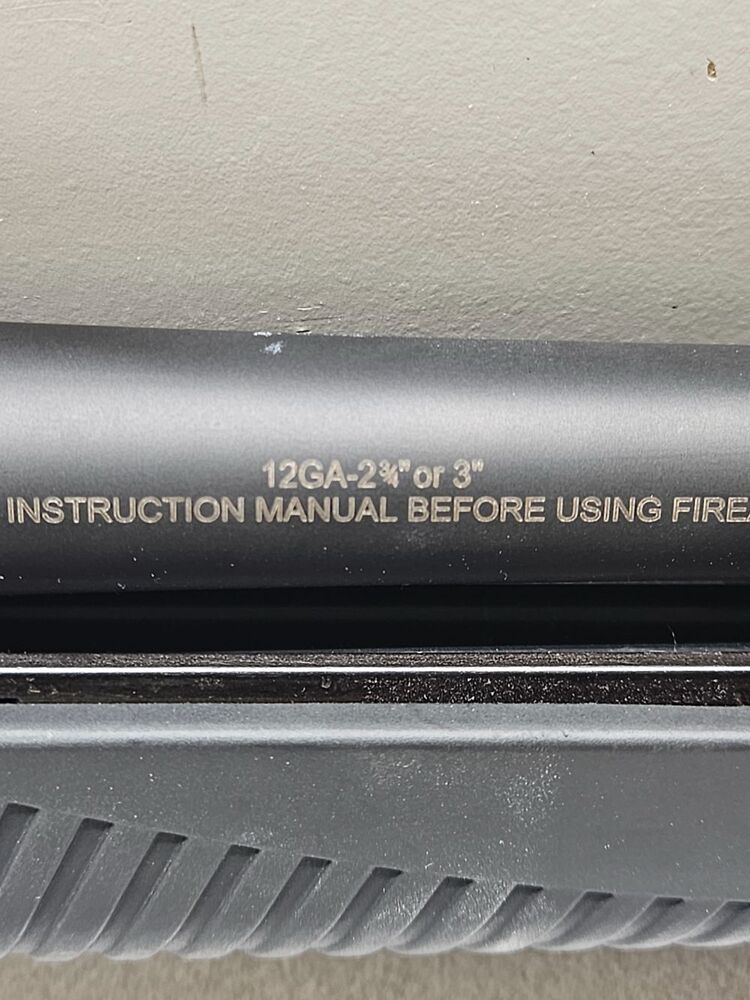 12GA-2¾" or 3"
INSTRUCTION MANUAL BEFORE USING